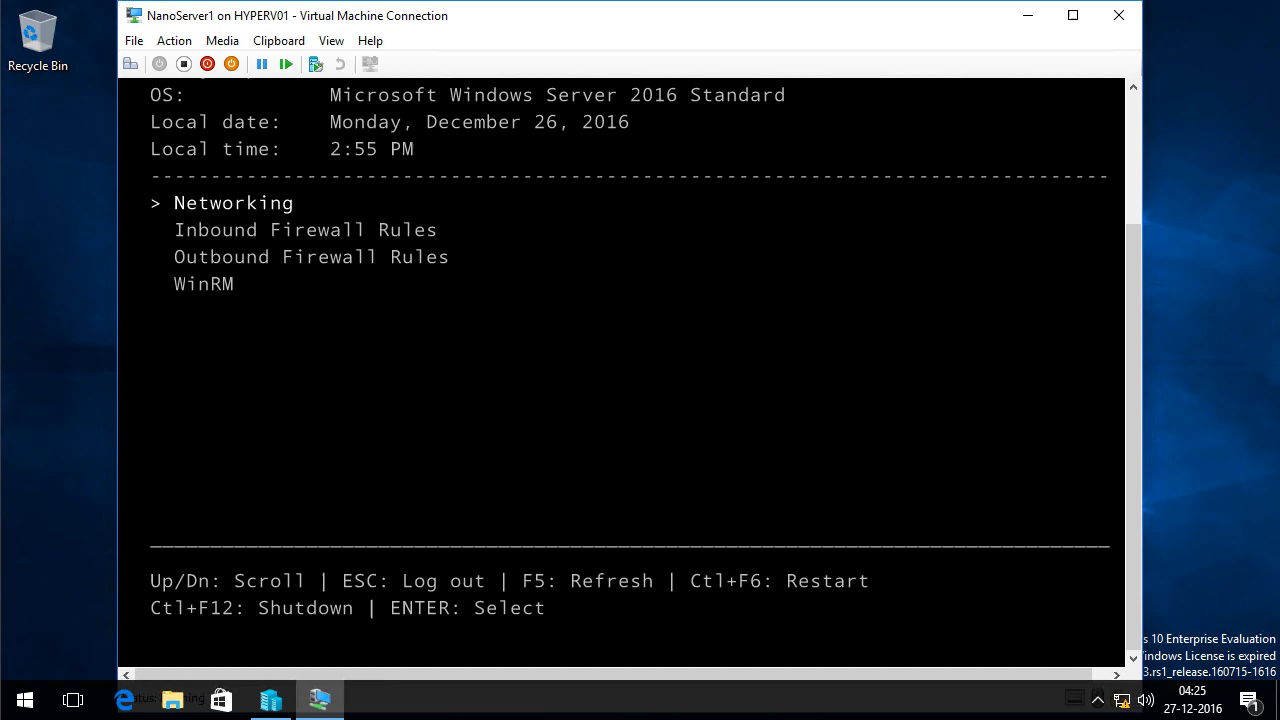 Recycle Bin
NanoServer1 on HYPERV01 - Virtual Machine Connection
File Action Media Clipboard View Help
OS: Microsoft Windows Server 2016 Standard
Local date: Monday, December 26, 2016
Local time: 2:55 PM
--------------------------------------------------------------------------------
> Networking
Inbound Firewall Rules
Outbound Firewall Rules
WinRM
Up/Dn: Scroll | ESC: Log out | F5: Refresh | Ctl+F6: Restart
Ctl+F12: Shutdown | ENTER: Select
s 10 Enterprise Evaluation
indows License is expired
3.rs1_release.160715-1616
04:25
27-12-2016
1